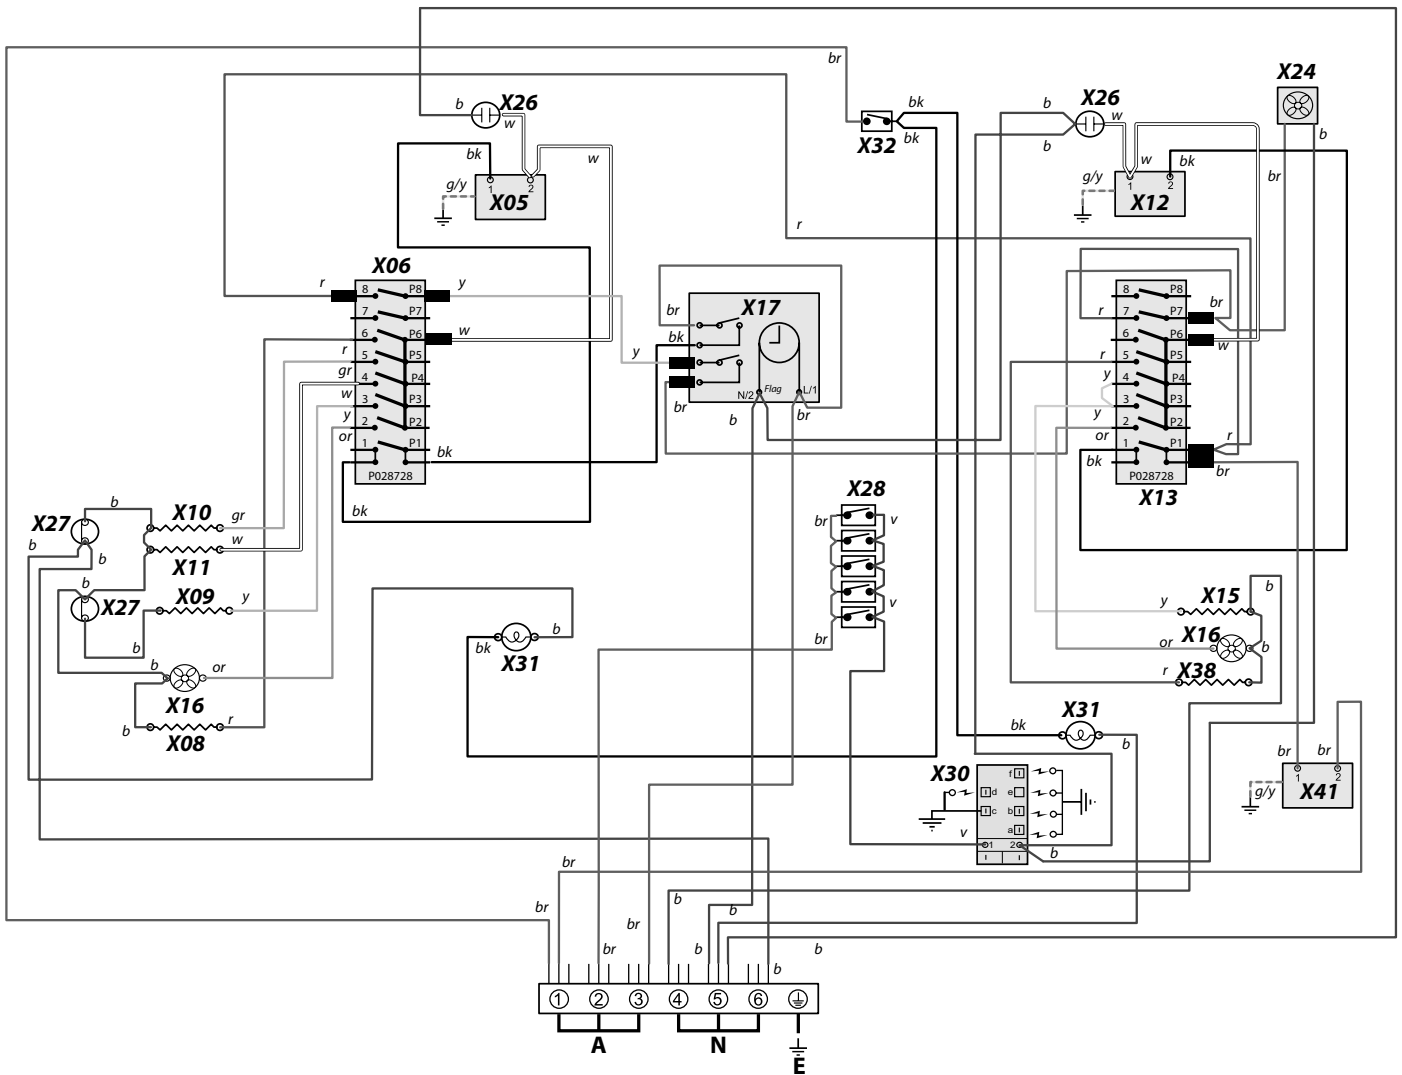 br
X24
b
X26
w
bk
X32
bk
b
X26
w
b
b
bk
w
g/y
1
2
X05
w
bk
g/y
1
2
X12
br
r
X06
r
8
P8
y
7
P7
6
P6
w
r
5
P5
gr
4
P4
w
3
P3
y
2
P2
or
1
P1
bk
P028728
bk
X17
br
bk
y
br
N/2
Flag
L/1
b
br
8
P8
br
r
7
P7
6
P6
w
r
5
P5
y
4
P4
3
P3
y
2
P2
or
1
P1
r
bk
br
P028728
X13
X28
br
v
v
br
b
X27
X10
gr
b
w
b
X11
b
X27
X09
y
b
b
or
X16
b
r
X08
bk
b
X31
b
y
X15
or
X16
b
r
X38
X31
bk
b
X30
f
d
e
c
b
a
v
1
2
b
br
br
1
2
g/y
X41
br
br
b
b
br
br
b
b
b
1
2
3
4
5
6
A
N
E